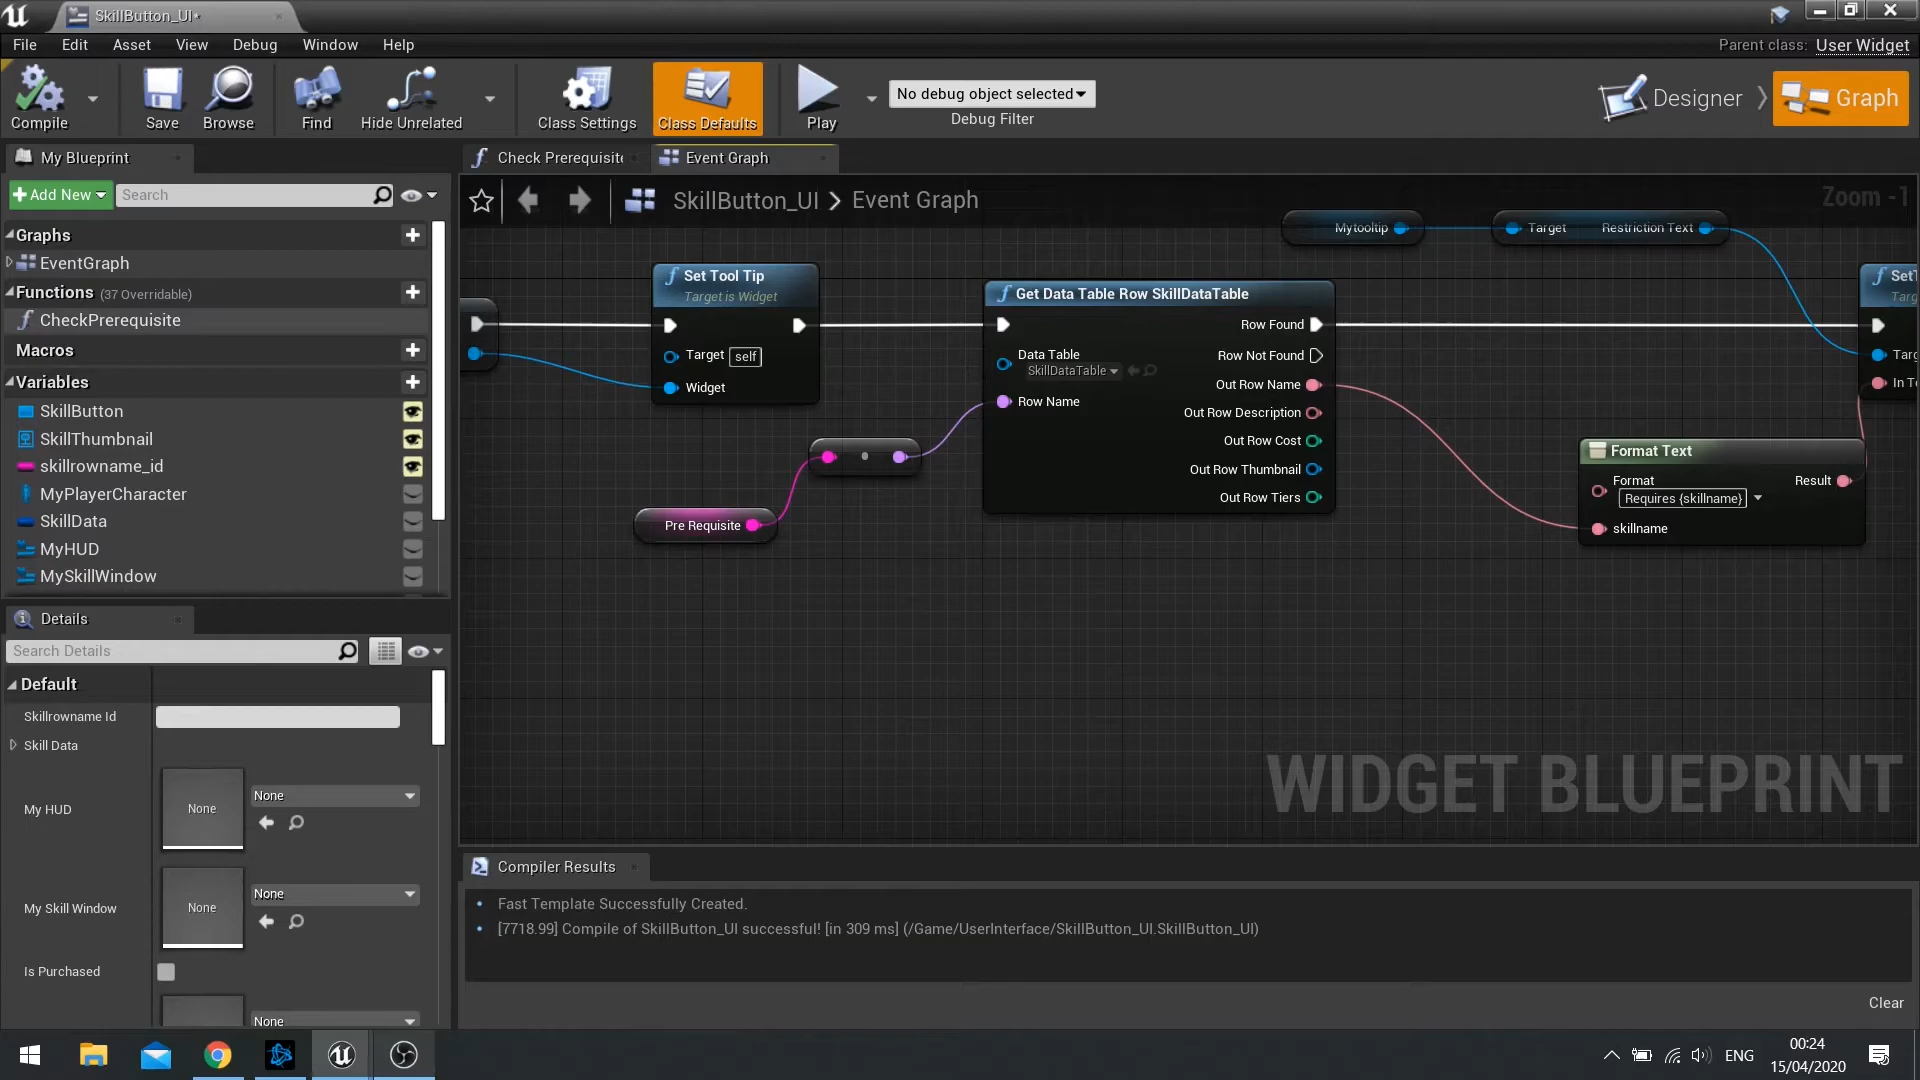 SkillButton_UI*
File Edit Asset View Debug Window Help
Parent class: User Widget
Compile
Save
Browse
Find
Hide Unrelated
Class Settings
Class Defaults
Play
No debug object selected
Debug Filter
Designer
Graph
My Blueprint
Add New
Search
Graphs
EventGraph
Functions (37 Overridable)
CheckPrerequisite
Macros
Variables
SkillButton
SkillThumbnail
skillrowname_id
MyPlayerCharacter
SkillData
MyHUD
MySkillWindow
Details
Search Details
Default
Skillrowname Id
Skill Data
My HUD
None
None
My Skill Window
None
None
Is Purchased
None
Check Prerequisite
Event Graph
SkillButton_UI > Event Graph
Zoom -1
Mytooltip
Target Restriction Text
Set Tool Tip
Target is Widget
Target self
Widget
Get Data Table Row SkillDataTable
Row Found
Data Table
SkillDataTable
Row Not Found
Out Row Name
Row Name
Out Row Description
Out Row Cost
Out Row Thumbnail
Out Row Tiers
Pre Requisite
Format Text
Format
Requires {skillname}
Result
skillname
WIDGET BLUEPRINT
Compiler Results
Fast Template Successfully Created.
[7718.99] Compile of SkillButton_UI successful! [in 309 ms] (/Game/UserInterface/SkillButton_UI.SkillButton_UI)
Clear
ENG
00:24
15/04/2020